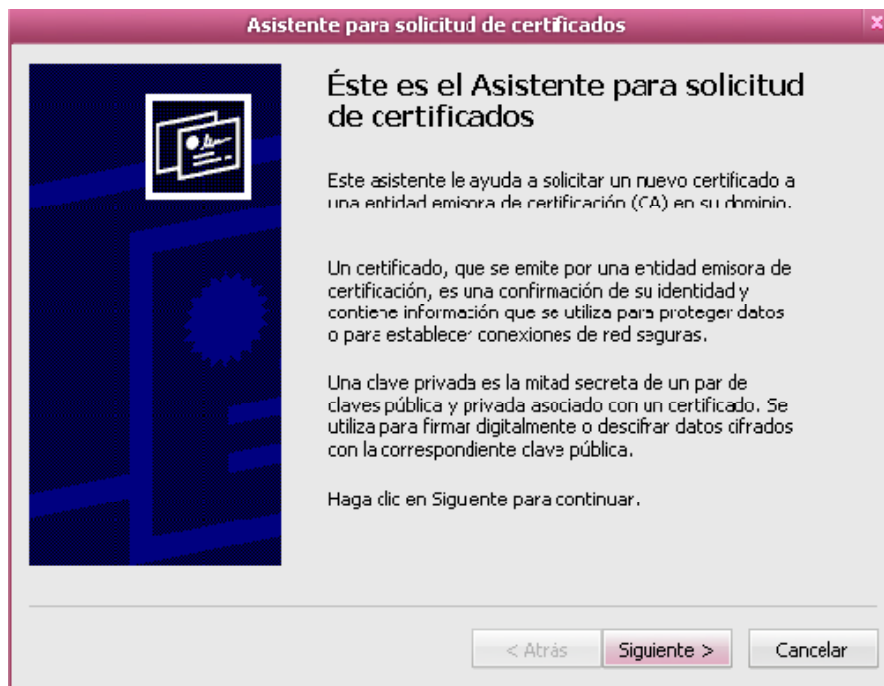 Asistente para solicitud de certificados
Éste es el Asistente para solicitud
de certificados
Este asistente le ayuda a solicitar un nuevo certificado a
una entidad emisora de certificación (CA) en su dominio.
Un certificado, que se emite por una entidad emisora de
certificación, es una confirmación de su identidad y
contiene información que se utiliza para proteger datos
o para establecer conexiones de red seguras.
Una clave privada es la mitad secreta de un par de
claves pública y privada asociado con un certificado. Se
utiliza para firmar digitalmente o descifrar datos cifrados
con la correspondiente clave pública.
Haga clic en Siguente para continuar.
< Atrás Siguiente > Cancelar